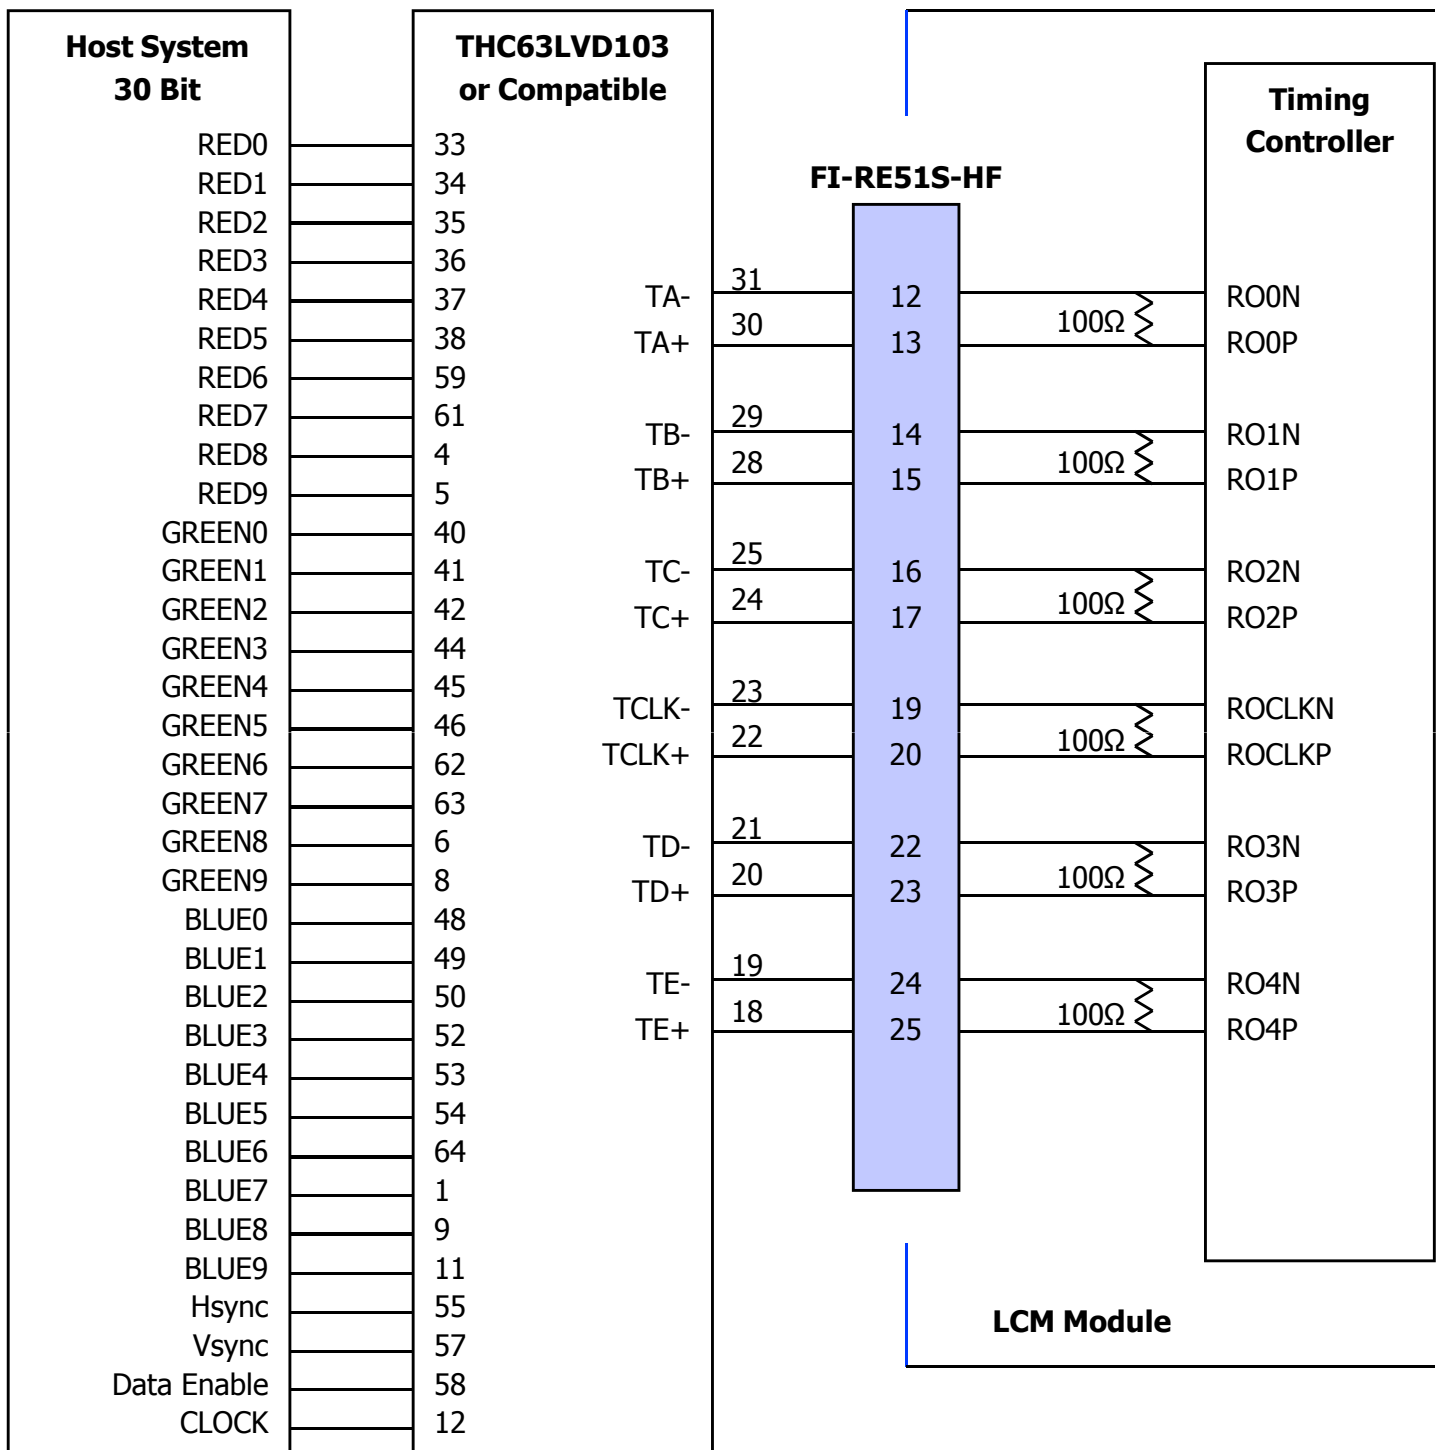 Host System
30 Bit
RED0 33
RED1 34
RED2 35
RED3 36
RED4 37
RED5 38
RED6 59
RED7 61
RED8 4
RED9 5
GREEN0 40
GREEN1 41
GREEN2 42
GREEN3 44
GREEN4 45
GREEN5 46
GREEN6 62
GREEN7 63
GREEN8 6
GREEN9 8
BLUE0 48
BLUE1 49
BLUE2 50
BLUE3 52
BLUE4 53
BLUE5 54
BLUE6 64
BLUE7 1
BLUE8 9
BLUE9 11
Hsync 55
Vsync 57
Data Enable 58
CLOCK 12
THC63LVD103
or Compatible
FI-RE51S-HF
Timing
Controller
TA- 31 12 RO0N
100Ω
TA+ 30 13 RO0P
TB- 29 14 RO1N
100Ω
TB+ 28 15 RO1P
TC- 25 16 RO2N
100Ω
TC+ 24 17 RO2P
TCLK- 23 19 ROCLKN
100Ω
TCLK+ 22 20 ROCLKP
TD- 21 22 RO3N
100Ω
TD+ 20 23 RO3P
TE- 19 24 RO4N
100Ω
TE+ 18 25 RO4P
LCM Module